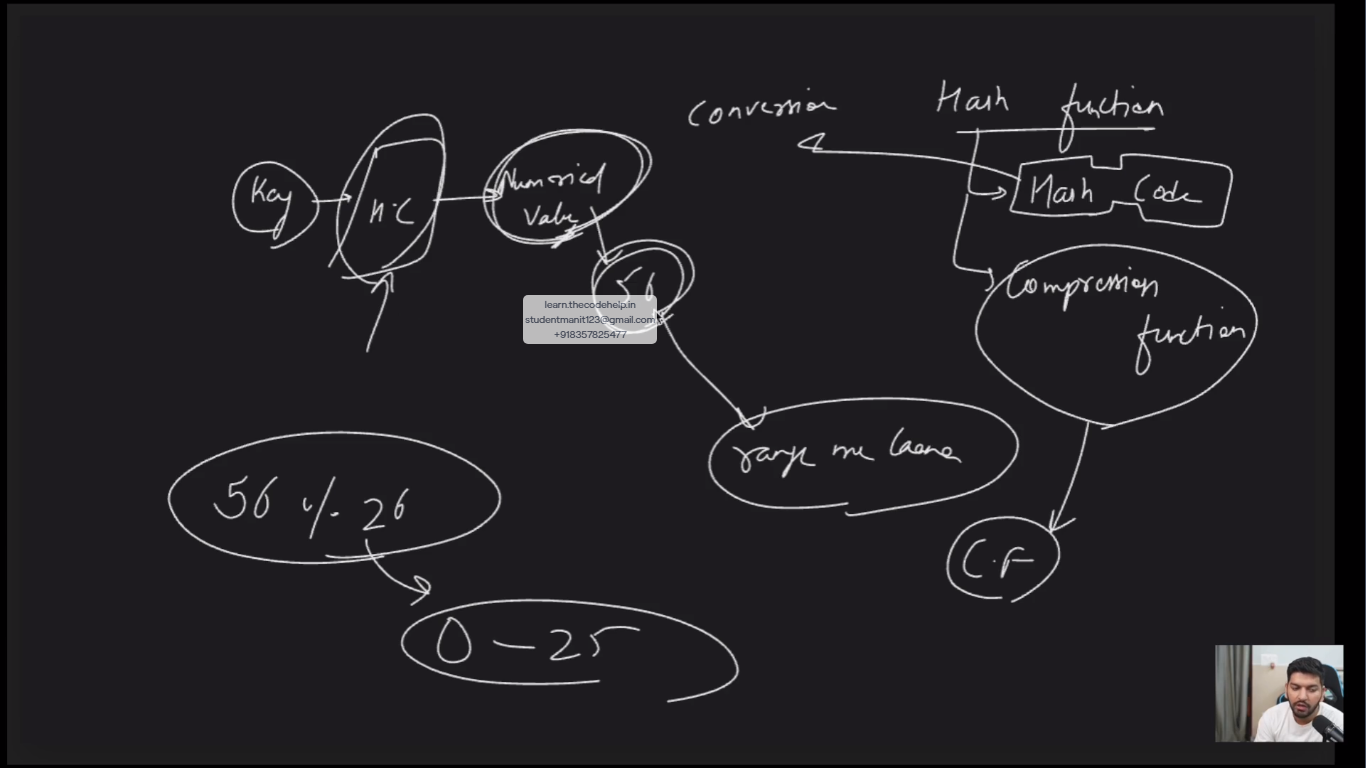 Conversion
Hash function
Hash Code
Compression
function
Key
H.C
Numerical
Value
56
learn.thecodehelp.in
studentmanit123@gmail.com
+918357825477
range me laana
56 % 26
C.F
0 — 25